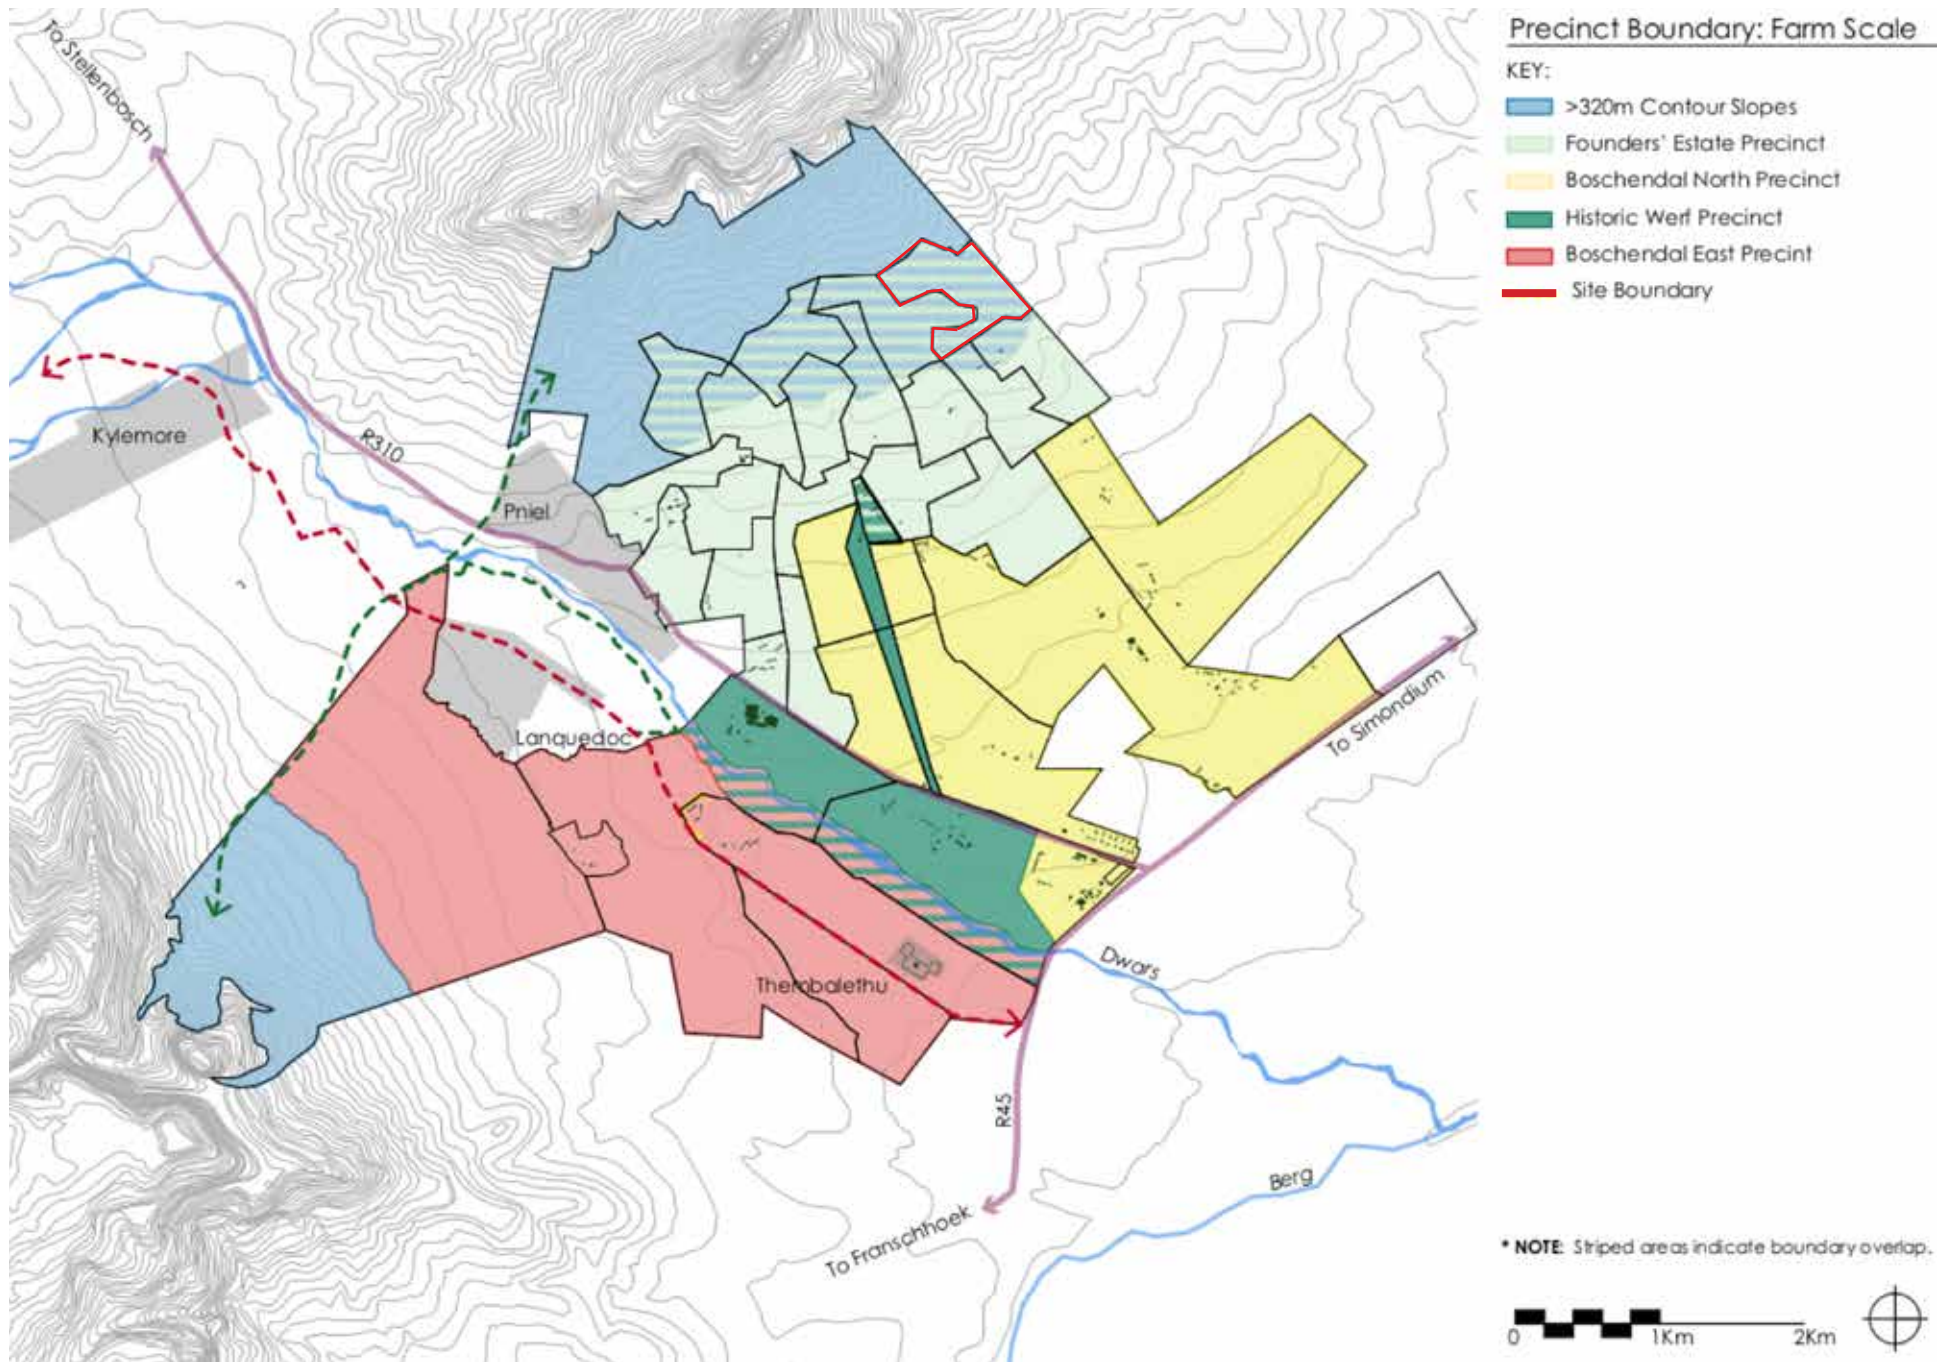 Precinct Boundary: Farm Scale
KEY:
>320m Contour Slopes
Founders' Estate Precinct
Boschendal North Precinct
Historic Werf Precinct
Boschendal East Precint
Site Boundary
To Stellenbosch
R310
Kylemore
Pniel
Lanquedoc
To Simondium
Thembalethu
Dwars
R45
Berg
To Franschhoek
* NOTE: Striped areas indicate boundary overlap.
0 1Km 2Km